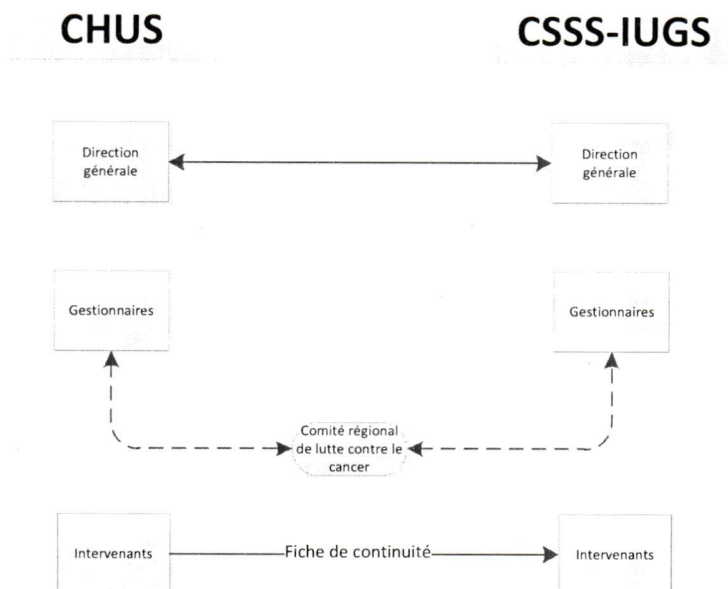 CHUS
CSSS-IUGS
Direction
générale
Direction
générale
Gestionnaires
Gestionnaires
Comité régional
de lutte contre le
cancer
Intervenants
Fiche de continuité
Intervenants